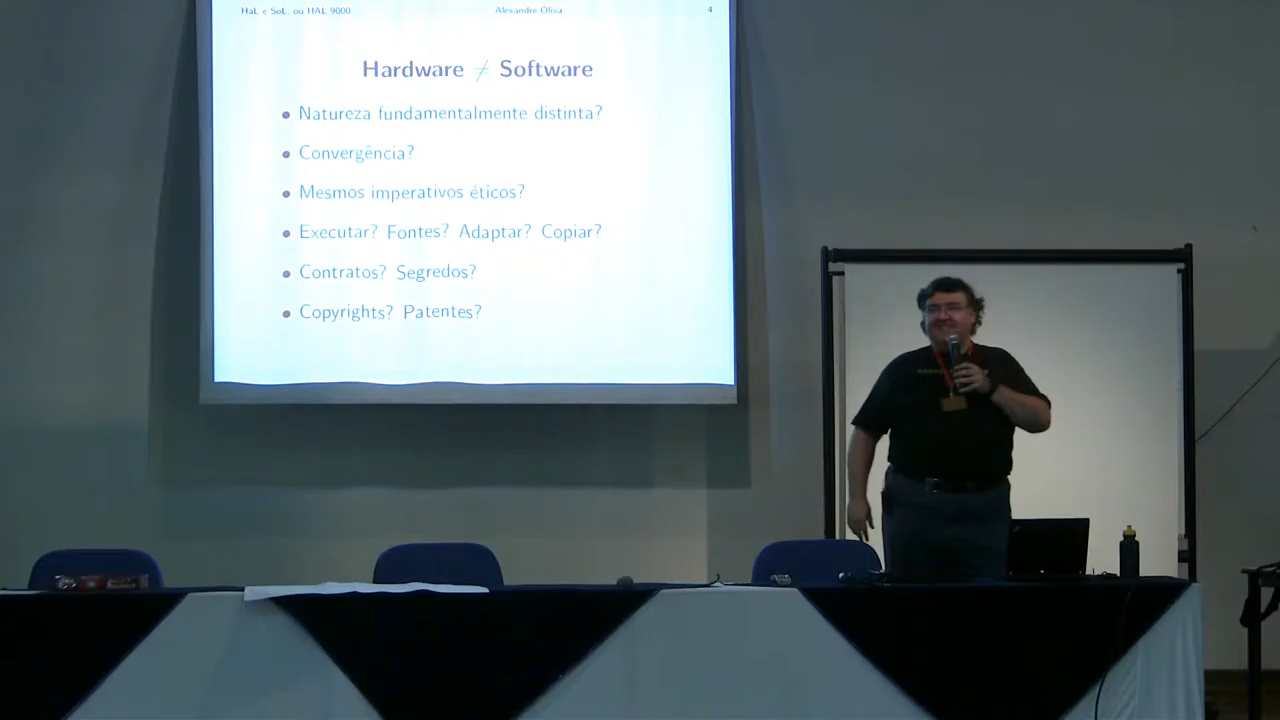 HaL e SoL, ou HAL 9000 Alexandre Oliva 4
Hardware ≠ Software
• Natureza fundamentalmente distinta?
• Convergência?
• Mesmos imperativos éticos?
• Executar? Fontes? Adaptar? Copiar?
• Contratos? Segredos?
• Copyrights? Patentes?